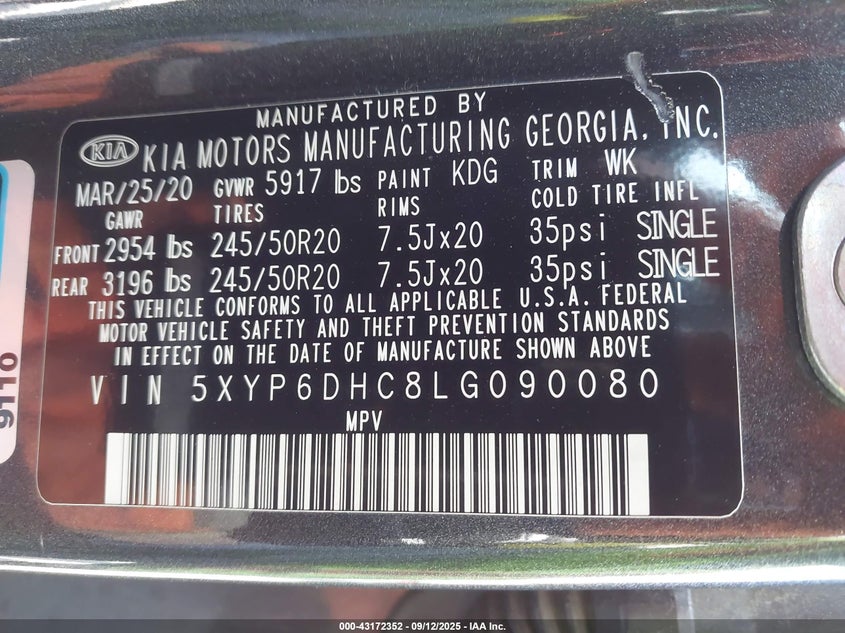 MANUFACTURED BY
KIA KIA MOTORS MANUFACTURING GEORGIA, INC.
MAR/25/20 GVWR 5917 lbs PAINT KDG TRIM WK
GAWR TIRES RIMS COLD TIRE INFL
FRONT 2954 lbs 245/50R20 7.5Jx20 35psi SINGLE
REAR 3196 lbs 245/50R20 7.5Jx20 35psi SINGLE
THIS VEHICLE CONFORMS TO ALL APPLICABLE U.S.A. FEDERAL
MOTOR VEHICLE SAFETY AND THEFT PREVENTION STANDARDS
IN EFFECT ON THE DATE OF MANUFACTURE SHOWN ABOVE
VIN 5XYP6DHC8LG090080
MPV
9110
000-43172352 - 09/12/2025 - IAA Inc.